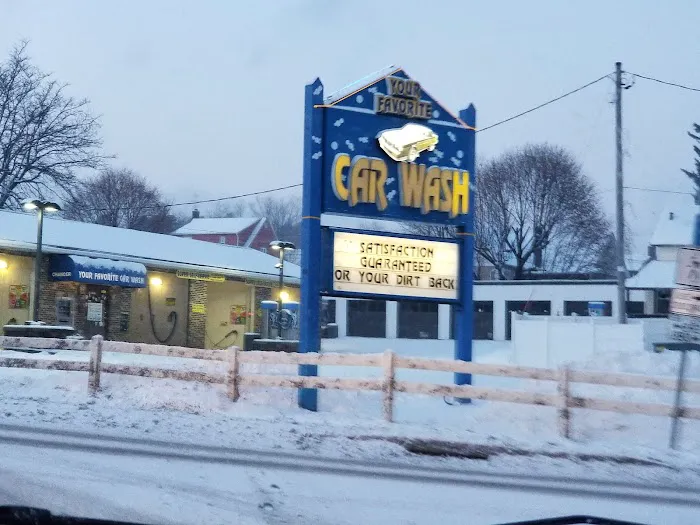 YOUR
FAVORITE
CAR WASH
SATISFACTION
GUARANTEED
OR YOUR DIRT BACK
YOUR FAVORITE CAR WASH